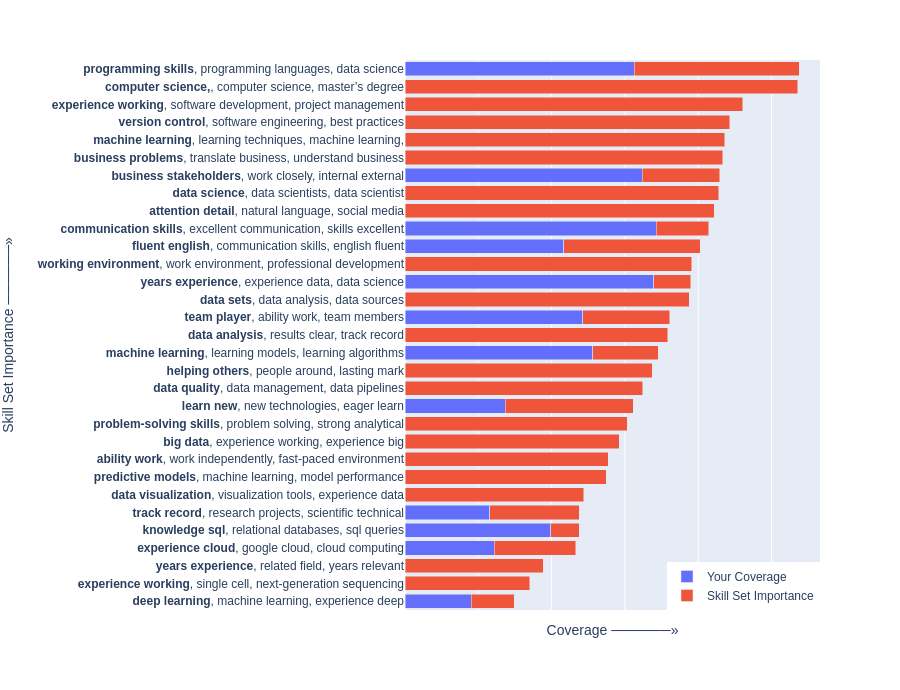 programming skills, programming languages, data science
computer science,, computer science, master’s degree
experience working, software development, project management
version control, software engineering, best practices
machine learning, learning techniques, machine learning,
business problems, translate business, understand business
business stakeholders, work closely, internal external
data science, data scientists, data scientist
attention detail, natural language, social media
communication skills, excellent communication, skills excellent
fluent english, communication skills, english fluent
working environment, work environment, professional development
years experience, experience data, data science
data sets, data analysis, data sources
team player, ability work, team members
data analysis, results clear, track record
machine learning, learning models, learning algorithms
helping others, people around, lasting mark
data quality, data management, data pipelines
learn new, new technologies, eager learn
problem-solving skills, problem solving, strong analytical
big data, experience working, experience big
ability work, work independently, fast-paced environment
predictive models, machine learning, model performance
data visualization, visualization tools, experience data
track record, research projects, scientific technical
knowledge sql, relational databases, sql queries
experience cloud, google cloud, cloud computing
years experience, related field, years relevant
experience working, single cell, next-generation sequencing
deep learning, machine learning, experience deep
Skill Set Importance ―――――»
Coverage ―――――»
Your Coverage
Skill Set Importance